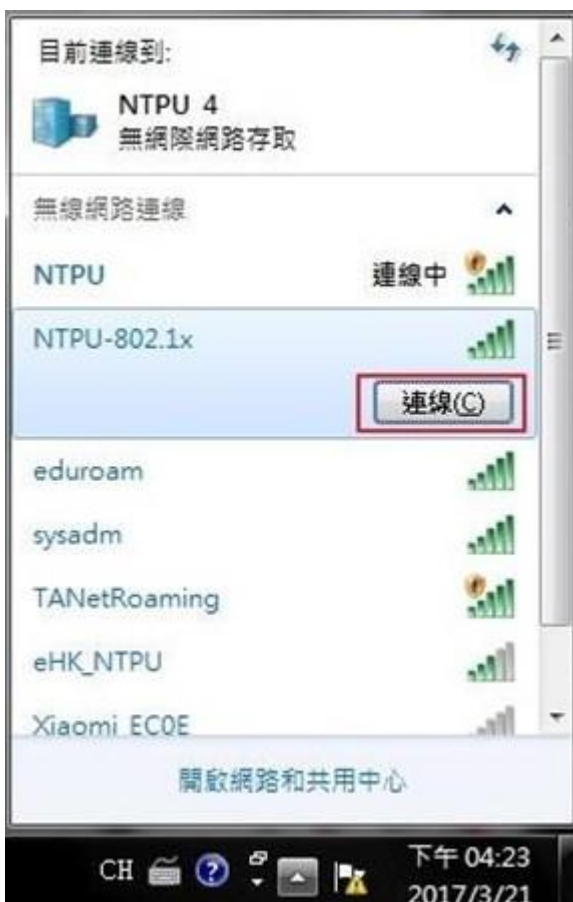 目前連線到:
NTPU 4
無網際網路存取
無線網路連線
NTPU 連線中
NTPU-802.1x
連線(C)
eduroam
sysadm
TANetRoaming
eHK_NTPU
Xiaomi_EC0E
開啟網路和共用中心
CH 下午 04:23
2017/3/21